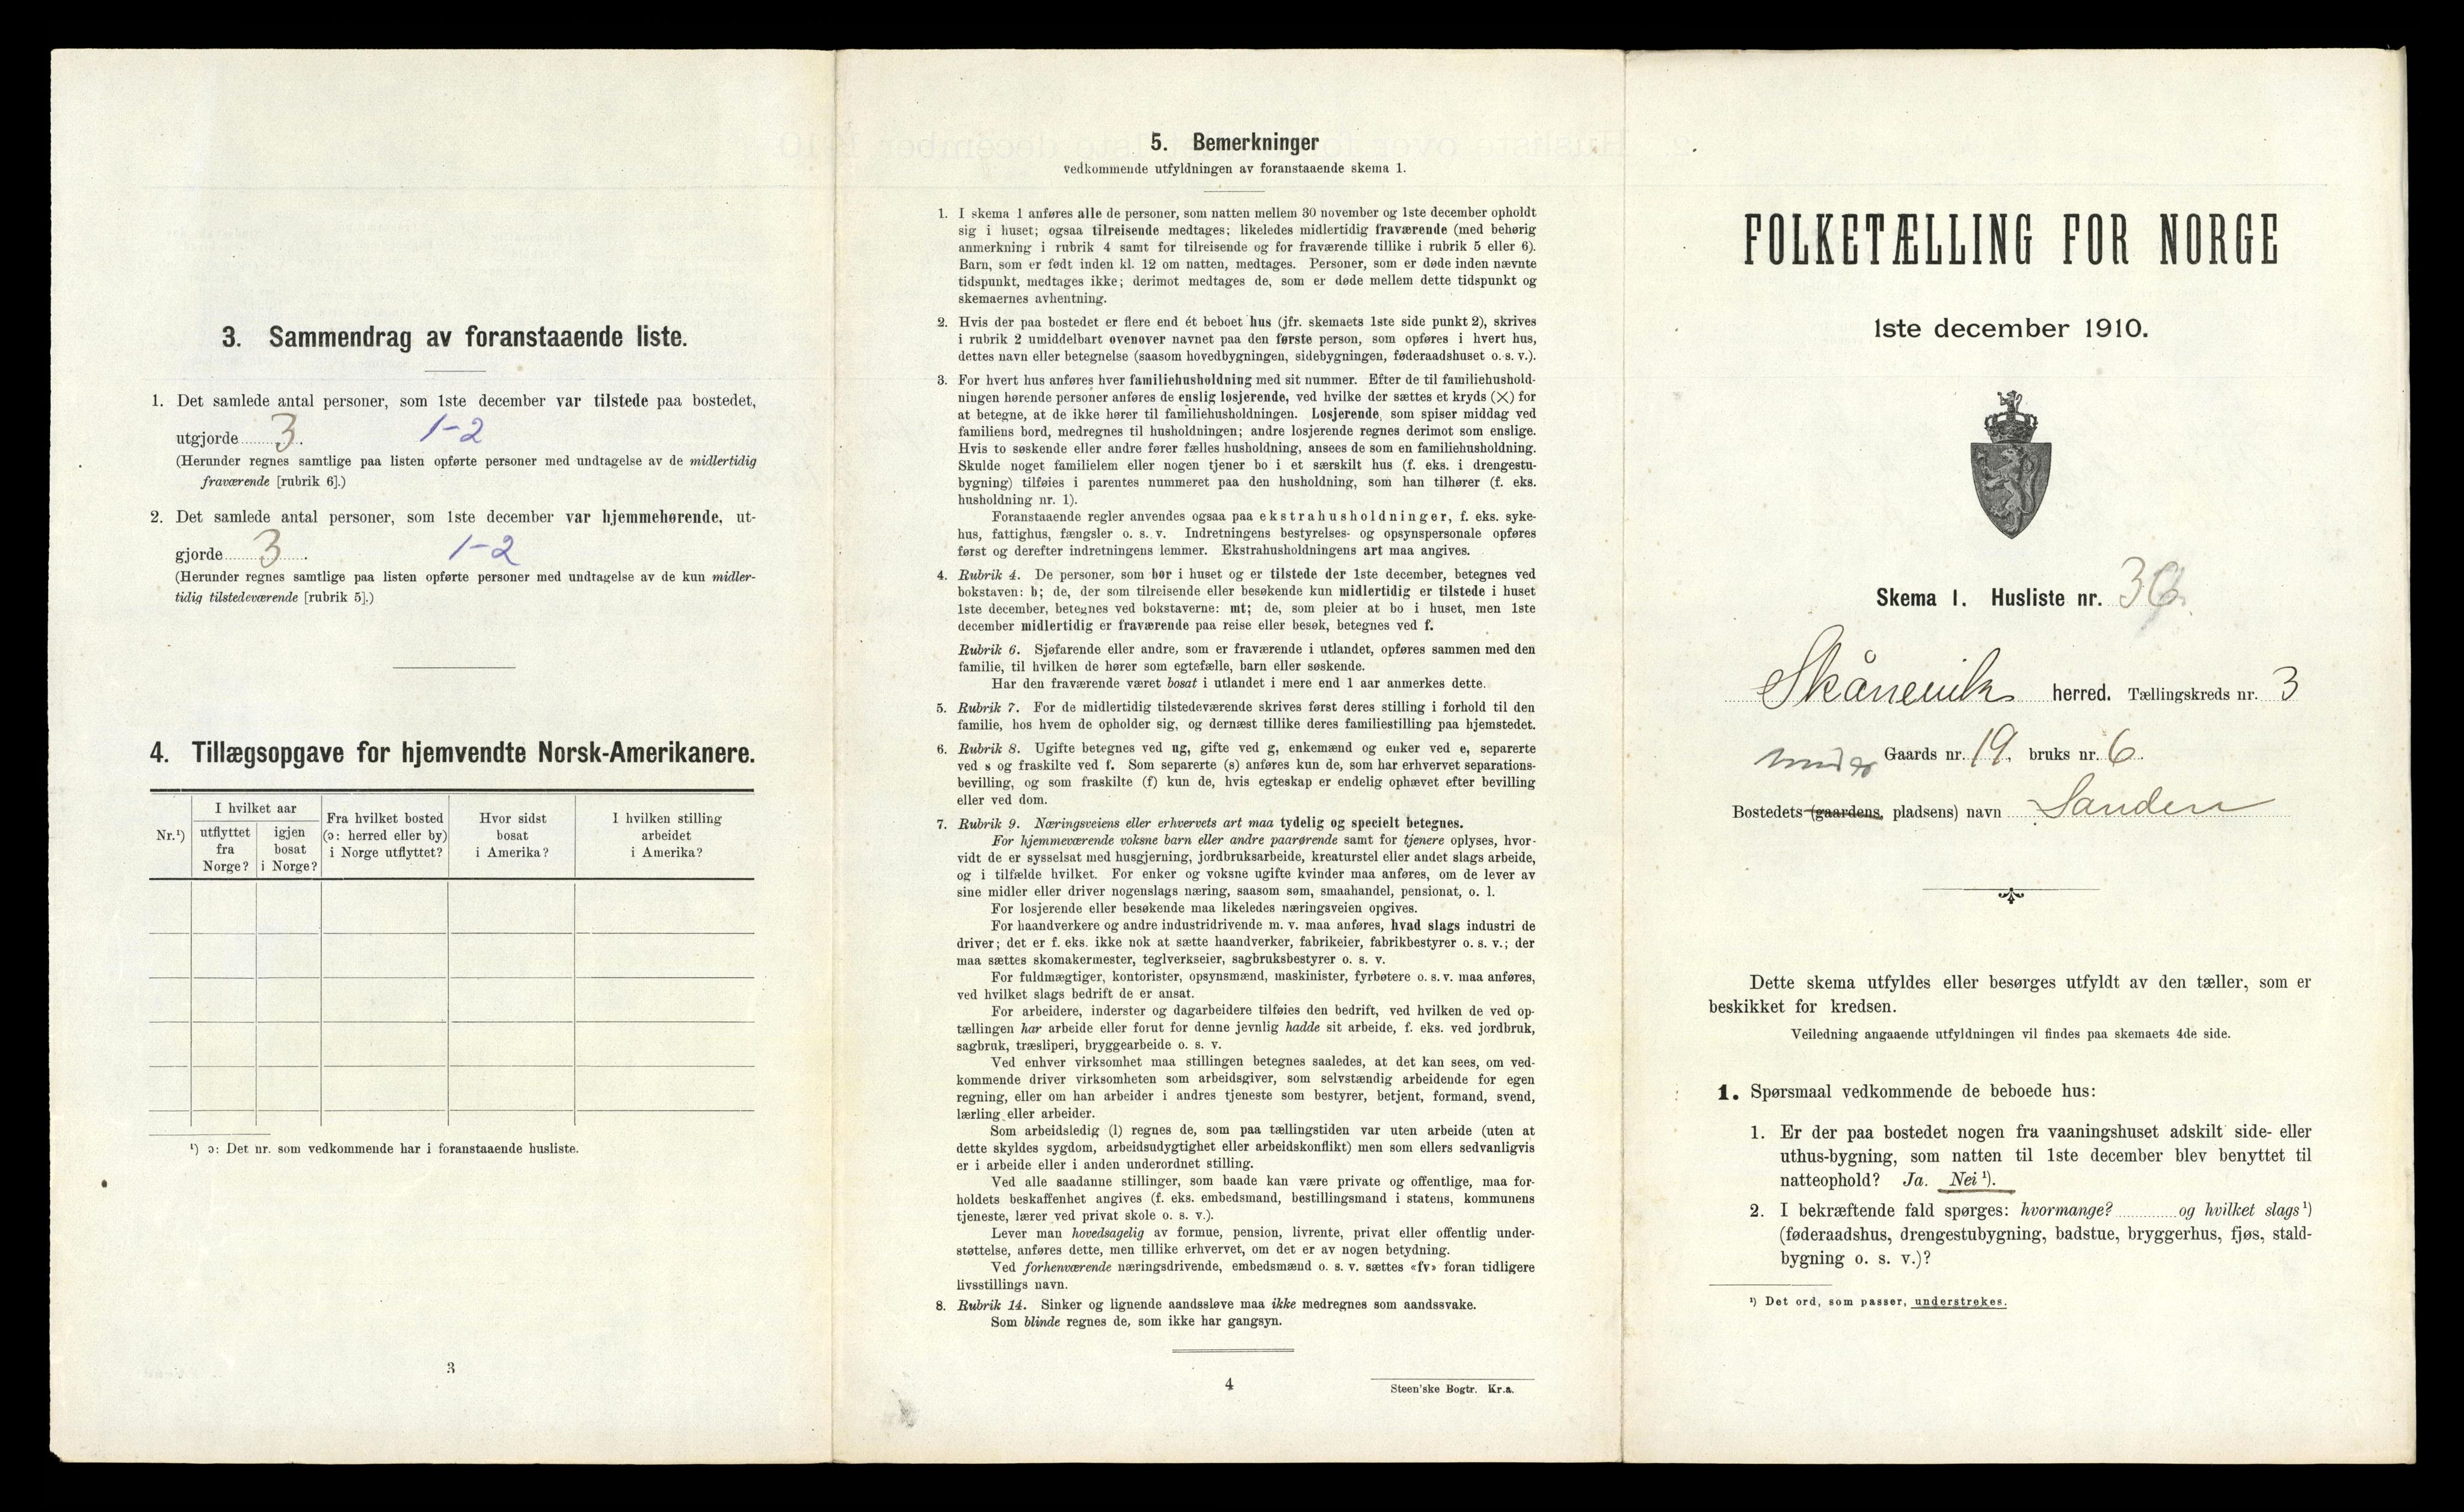 3. Sammendrag av foranstaaende liste.
1. Det samlede antal personer, som 1ste december var tilstede paa bostedet,
utgjorde 3. 1-2
(Herunder regnes samtlige paa listen opførte personer med undtagelse av de midlertidig
fraværende [rubrik 6].)
2. Det samlede antal personer, som 1ste december var hjemmehørende, ut-
gjorde 3. 1-2
(Herunder regnes samtlige paa listen opførte personer med undtagelse av de kun midler-
tidig tilstedeværende [rubrik 5].)
4. Tillægsopgave for hjemvendte Norsk-Amerikanere.
Nr.¹)
I hvilket aar
utflyttet
fra
Norge?
igjen
bosat
i Norge?
Fra hvilket bosted
(ɔ: herred eller by)
i Norge utflyttet?
Hvor sidst
bosat
i Amerika?
I hvilken stilling
arbeidet
i Amerika?
¹) ɔ: Det nr. som vedkommende har i foranstaaende husliste.
3
5. Bemerkninger
vedkommende utfyldningen av foranstaaende skema 1.
1. I skema 1 anføres alle de personer, som natten mellem 30 november og 1ste december opholdt
sig i huset; ogsaa tilreisende medtages; likeledes midlertidig fraværende (med behørig
anmerkning i rubrik 4 samt for tilreisende og for fraværende tillike i rubrik 5 eller 6).
Barn, som er født inden kl. 12 om natten, medtages. Personer, som er døde inden nævnte
tidspunkt, medtages ikke; derimot medtages de, som er døde mellem dette tidspunkt og
skemaernes avhentning.
2. Hvis der paa bostedet er flere end ét beboet hus (jfr. skemaets 1ste side punkt 2), skrives
i rubrik 2 umiddelbart ovenover navnet paa den første person, som opføres i hvert hus,
dettes navn eller betegnelse (saasom hovedbygningen, sidebygningen, føderaadshuset o. s. v.).
3. For hvert hus anføres hver familiehusholdning med sit nummer. Efter de til familiehushold-
ningen hørende personer anføres de enslig losjerende, ved hvilke der sættes et kryds (×) for
at betegne, at de ikke hører til familiehusholdningen. Losjerende, som spiser middag ved
familiens bord, medregnes til husholdningen; andre losjerende regnes derimot som enslige.
Hvis to søskende eller andre fører fælles husholdning, ansees de som en familiehusholdning.
Skulde noget familielem eller nogen tjener bo i et særskilt hus (f. eks. i drengestu-
bygning) tilføies i parentes nummeret paa den husholdning, som han tilhører (f. eks.
husholdning nr. 1).
Foranstaaende regler anvendes ogsaa paa ekstrahusholdninger, f. eks. syke-
hus, fattighus, fængsler o. s. v. Indretningens bestyrelses- og opsynspersonale opføres
først og derefter indretningens lemmer. Ekstrahusholdningens art maa angives.
4. Rubrik 4. De personer, som bor i huset og er tilstede der 1ste december, betegnes ved
bokstaven: b; de, der som tilreisende eller besøkende kun midlertidig er tilstede i huset
1ste december, betegnes ved bokstaverne: mt; de, som pleier at bo i huset, men 1ste
december midlertidig er fraværende paa reise eller besøk, betegnes ved f.
Rubrik 6. Sjøfarende eller andre, som er fraværende i utlandet, opføres sammen med den
familie, til hvilken de hører som egtefælle, barn eller søskende.
Har den fraværende været bosat i utlandet i mere end 1 aar anmerkes dette.
5. Rubrik 7. For de midlertidig tilstedeværende skrives først deres stilling i forhold til den
familie, hos hvem de opholder sig, og dernæst tillike deres familiestilling paa hjemstedet.
6. Rubrik 8. Ugifte betegnes ved ug, gifte ved g, enkemænd og enker ved e, separerte
ved s og fraskilte ved f. Som separerte (s) anføres kun de, som har erhvervet separations-
bevilling, og som fraskilte (f) kun de, hvis egteskap er endelig ophævet efter bevilling
eller ved dom.
7. Rubrik 9. Næringsveiens eller erhvervets art maa tydelig og specielt betegnes.
For hjemmeværende voksne barn eller andre paarørende samt for tjenere oplyses, hvor-
vidt de er sysselsat med husgjerning, jordbruksarbeide, kreaturstel eller andet slags arbeide,
og i tilfælde hvilket. For enker og voksne ugifte kvinder maa anføres, om de lever av
sine midler eller driver nogenslags næring, saasom søm, smaahandel, pensionat, o. l.
For losjerende eller besøkende maa likeledes næringsveien opgives.
For haandverkere og andre industridrivende m. v. maa anføres, hvad slags industri de
driver; det er f. eks. ikke nok at sætte haandverker, fabrikeier, fabrikbestyrer o. s. v.; der
maa sættes skomakermester, teglverkseier, sagbruksbestyrer o. s. v.
For fuldmægtiger, kontorister, opsynsmænd, maskinister, fyrbøtere o. s. v. maa anføres,
ved hvilket slags bedrift de er ansat.
For arbeidere, inderster og dagarbeidere tilføies den bedrift, ved hvilken de ved op-
tællingen har arbeide eller forut for denne jevnlig hadde sit arbeide, f. eks. ved jordbruk,
sagbruk, træsliperi, bryggearbeide o. s. v.
Ved enhver virksomhet maa stillingen betegnes saaledes, at det kan sees, om ved-
kommende driver virksomheten som arbeidsgiver, som selvstændig arbeidende for egen
regning, eller om han arbeider i andres tjeneste som bestyrer, betjent, formand, svend,
lærling eller arbeider.
Som arbeidsledig (l) regnes de, som paa tællingstiden var uten arbeide (uten at
dette skyldes sygdom, arbeidsudygtighet eller arbeidskonflikt) men som ellers sedvanligvis
er i arbeide eller i anden underordnet stilling.
Ved alle saadanne stillinger, som baade kan være private og offentlige, maa for-
holdets beskaffenhet angives (f. eks. embedsmand, bestillingsmand i statens, kommunens
tjeneste, lærer ved privat skole o. s. v.).
Lever man hovedsagelig av formue, pension, livrente, privat eller offentlig under-
støttelse, anføres dette, men tillike erhvervet, om det er av nogen betydning.
Ved forhenværende næringsdrivende, embedsmænd o. s. v. sættes «fv» foran tidligere
livsstillings navn.
8. Rubrik 14. Sinker og lignende aandssløve maa ikke medregnes som aandssvake.
Som blinde regnes de, som ikke har gangsyn.
4
Steen'ske Bogtr. Kr.a.
FOLKETÆLLING FOR NORGE
1ste december 1910.
Skema 1. Husliste nr.
Skånevik herred. Tællingskreds nr. 3
under Gaards nr. 19, bruks nr. 6.
Bostedets (gaardens, pladsens) navn Sanden
Dette skema utfyldes eller besørges utfyldt av den tæller, som er
beskikket for kredsen.
Veiledning angaaende utfyldningen vil findes paa skemaets 4de side.
1. Spørsmaal vedkommende de beboede hus:
1. Er der paa bostedet nogen fra vaaningshuset adskilt side- eller
uthus-bygning, som natten til 1ste december blev benyttet til
natteophold? Ja. Nei ¹).
2. I bekræftende fald spørges: hvormange? og hvilket slags ¹)
(føderaadshus, drengestubygning, badstue, bryggerhus, fjøs, stald-
bygning o. s. v.)?
¹) Det ord, som passer, understrekes.